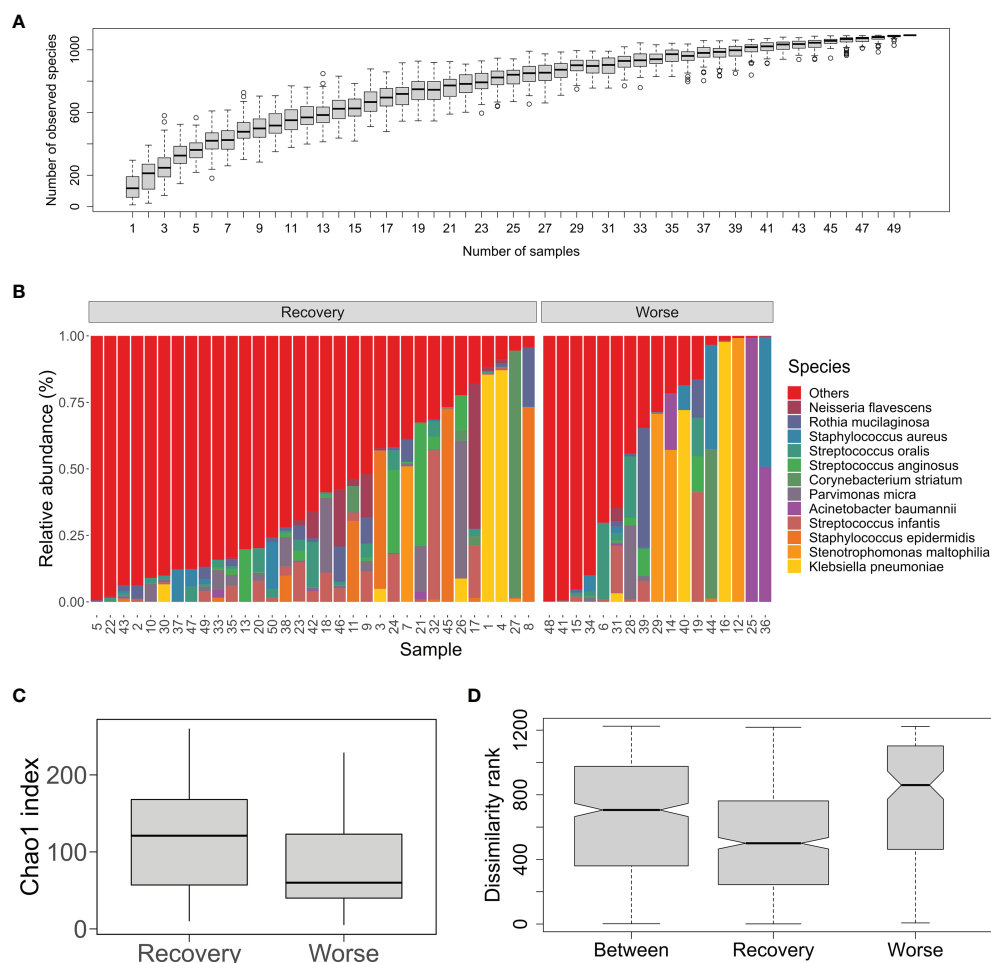 A
Number of observed species
0 200 600 1000
1 3 5 7 9 11 13 15 17 19 21 23 25 27 29 31 33 35 37 39 41 43 45 47 49
Number of samples
B
Recovery Worse
Relative abundance (%)
1.00
0.75
0.50
0.25
0.00
5 22 43 2 10 30 37 47 49 33 35 13 20 50 38 23 42 18 46 11 9 3 24 7 21 32 45 26 17 1 4 27 8 48 41 15 34 6 31 28 39 29 14 40 19 44 16 12 25 36
Sample
Species
Others
Neisseria flavescens
Rothia mucilaginosa
Staphylococcus aureus
Streptococcus oralis
Streptococcus anginosus
Corynebacterium striatum
Parvimonas micra
Acinetobacter baumannii
Streptococcus infantis
Staphylococcus epidermidis
Stenotrophomonas maltophilia
Klebsiella pneumoniae
C
Chao1 index
200
100
0
Recovery Worse
D
Dissimilarity rank
0 400 800 1200
Between Recovery Worse